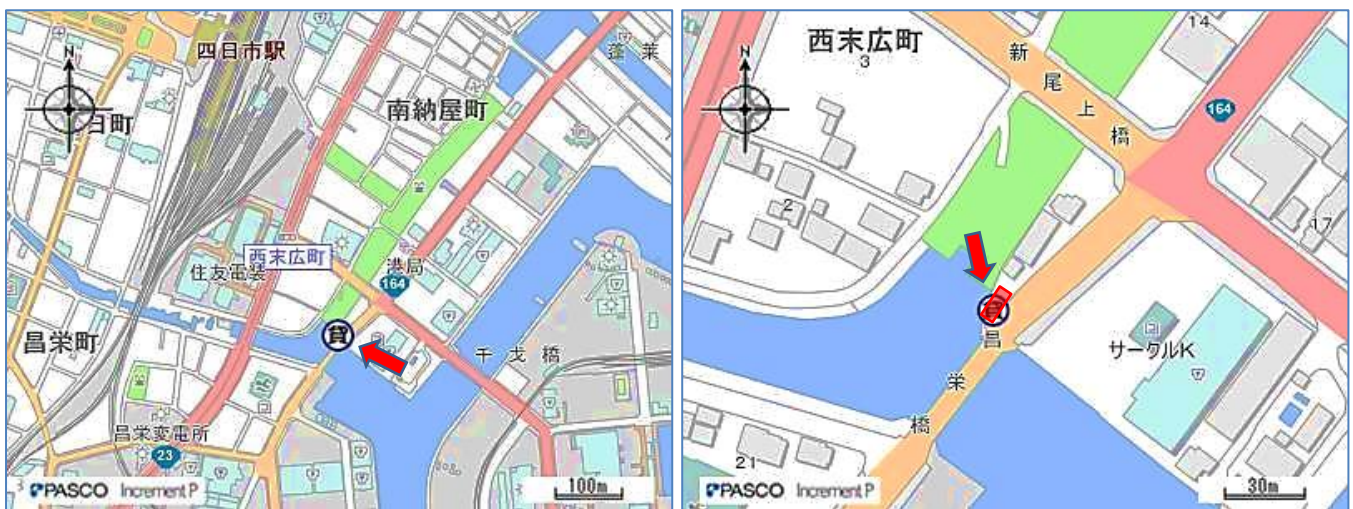 四日市駅
蓬莱
N
南納屋町
日町
西末広町
港局
住友電装
164
貸
千戈橋
昌栄町
昌栄変電所
23
PASCO Increment P
100m
14
西末広町
3
新尾上橋
N
164
2
17
貸
昌栄橋
サークルK
21
PASCO Increment P
30m